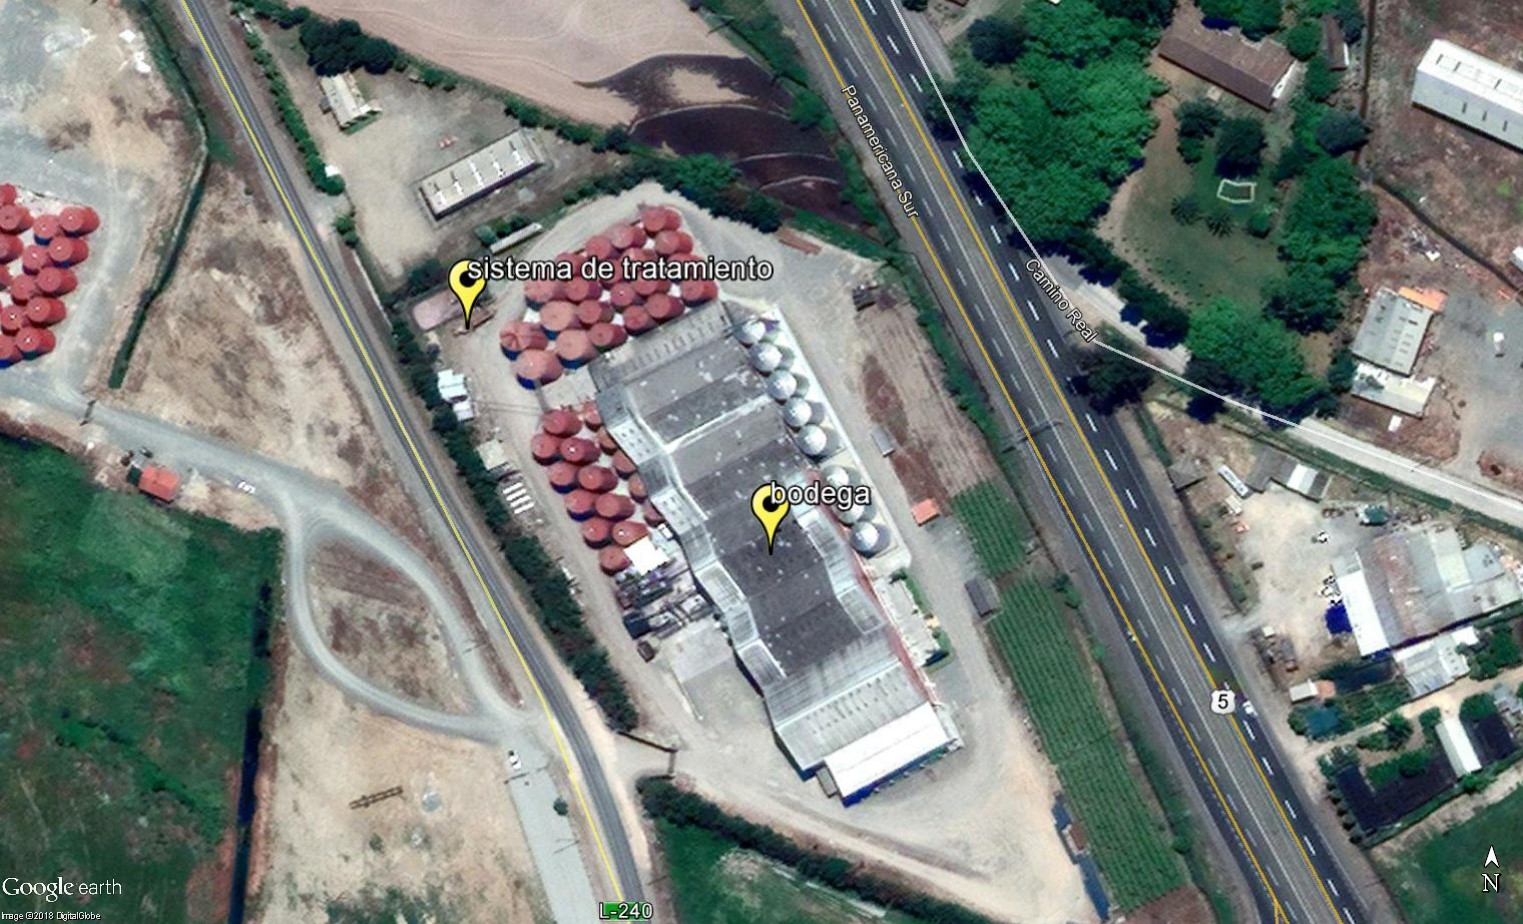 Panamericana Sur
Camino Real
sistema de tratamiento
bodega
5
N
Google earth
Image ©2018 DigitalGlobe
L-240